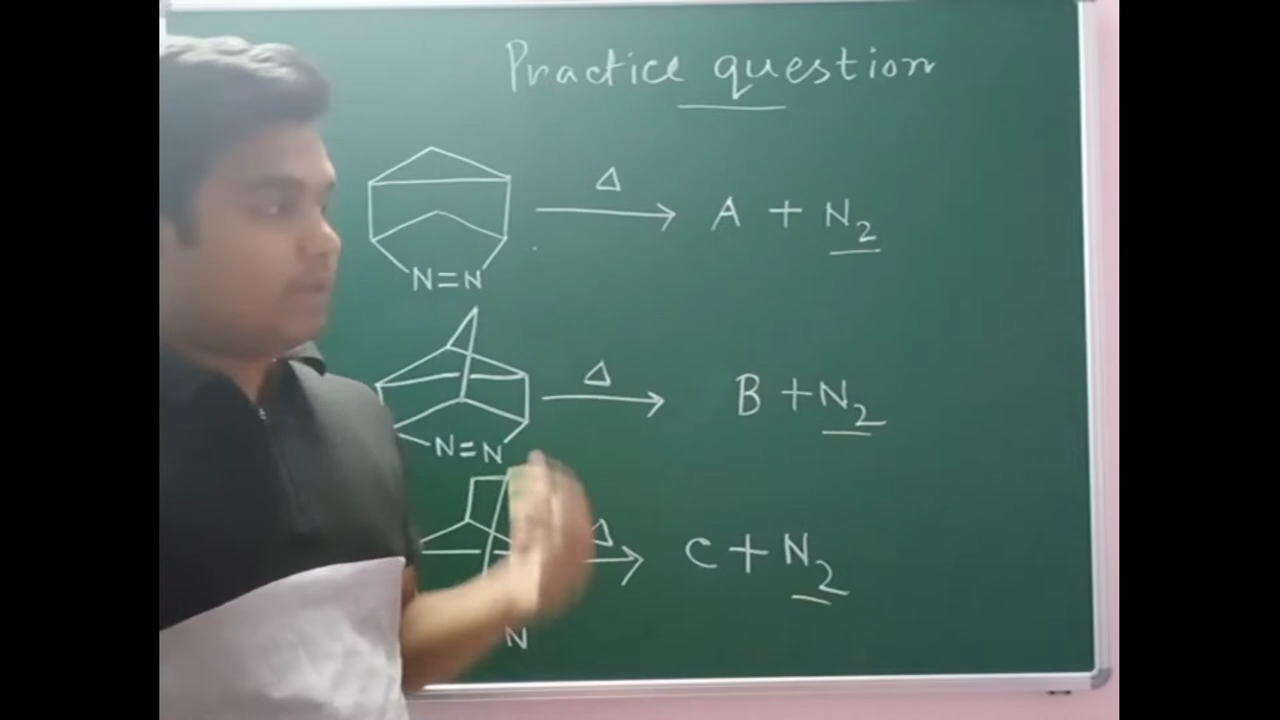 Practice question
Δ
A + N2
N=N
Δ
B + N2
N=N
Δ
C + N2
N